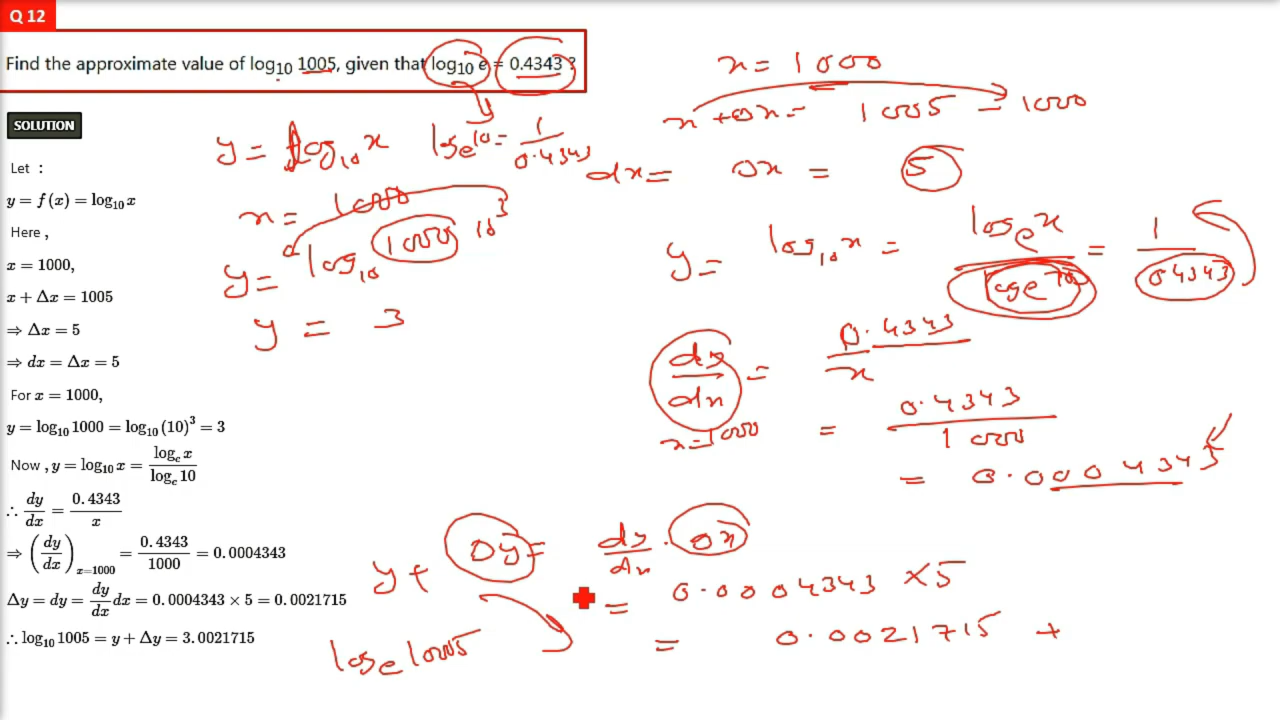 Q 12
Find the approximate value of log₁₀ 1005, given that log₁₀ e = 0.4343 ?
SOLUTION
Let :
y = f (x) = log₁₀ x
Here ,
x = 1000,
x + Δx = 1005
⇒ Δx = 5
⇒ dx = Δx = 5
For x = 1000,
y = log₁₀ 1000 = log₁₀ (10)³ = 3
Now , y = log₁₀ x = logₑ x / logₑ 10
∴ dy/dx = 0.4343/x
⇒ (dy/dx)ₓ₌₁₀₀₀ = 0.4343/1000 = 0.0004343
Δy = dy = dy/dx dx = 0.0004343 × 5 = 0.0021715
∴ log₁₀ 1005 = y + Δy = 3.0021715
y = log₁₀ x
logₑ 10 = 1/0.4343
x = 1000
y = log₁₀ 1000 10³
y = 3
x = 1000
x + Δx = 1005 – 1000
dx = Δx = 5
y = log₁₀ x = logₑ x / logₑ 10 = 1/0.4343
dy/dx = 0.4343/x
x=1000 = 0.4343/1000
= 0.0004343
y + Δy = dy/dx · Δx
= 0.0004343 × 5
logₑ 1005 = 0.0021715 +